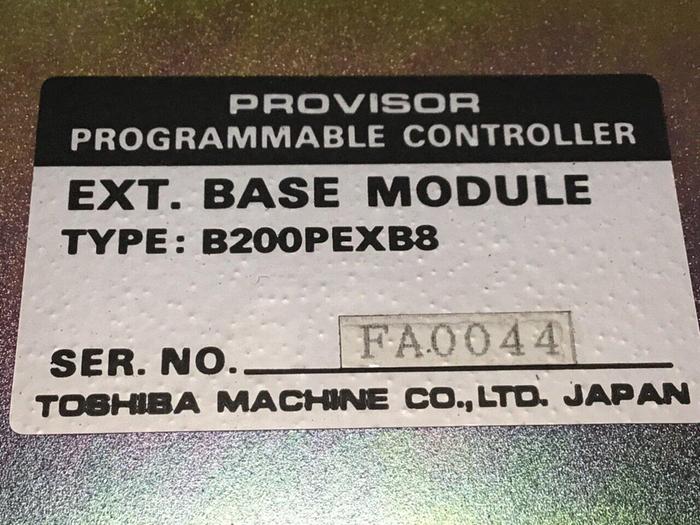 PROVISOR
PROGRAMMABLE CONTROLLER
EXT. BASE MODULE
TYPE: B200PEXB8
SER. NO. FA0044
TOSHIBA MACHINE CO.,LTD. JAPAN